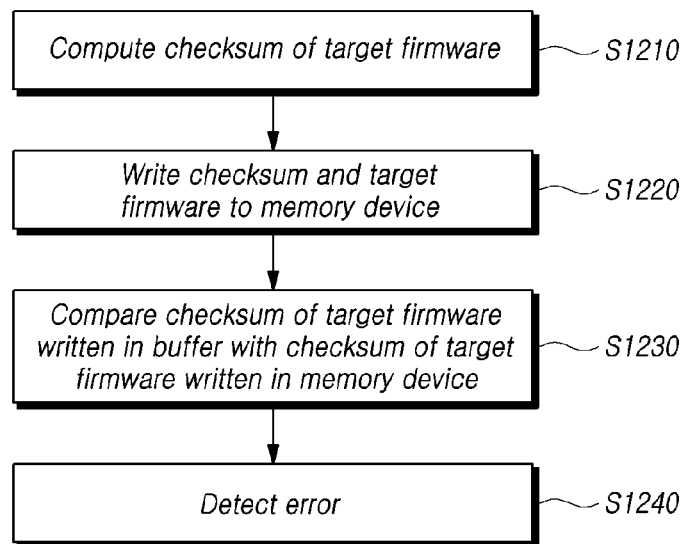 Compute checksum of target firmware
S1210
Write checksum and target
firmware to memory device
S1220
Compare checksum of target firmware
written in buffer with checksum of target
firmware written in memory device
S1230
Detect error
S1240